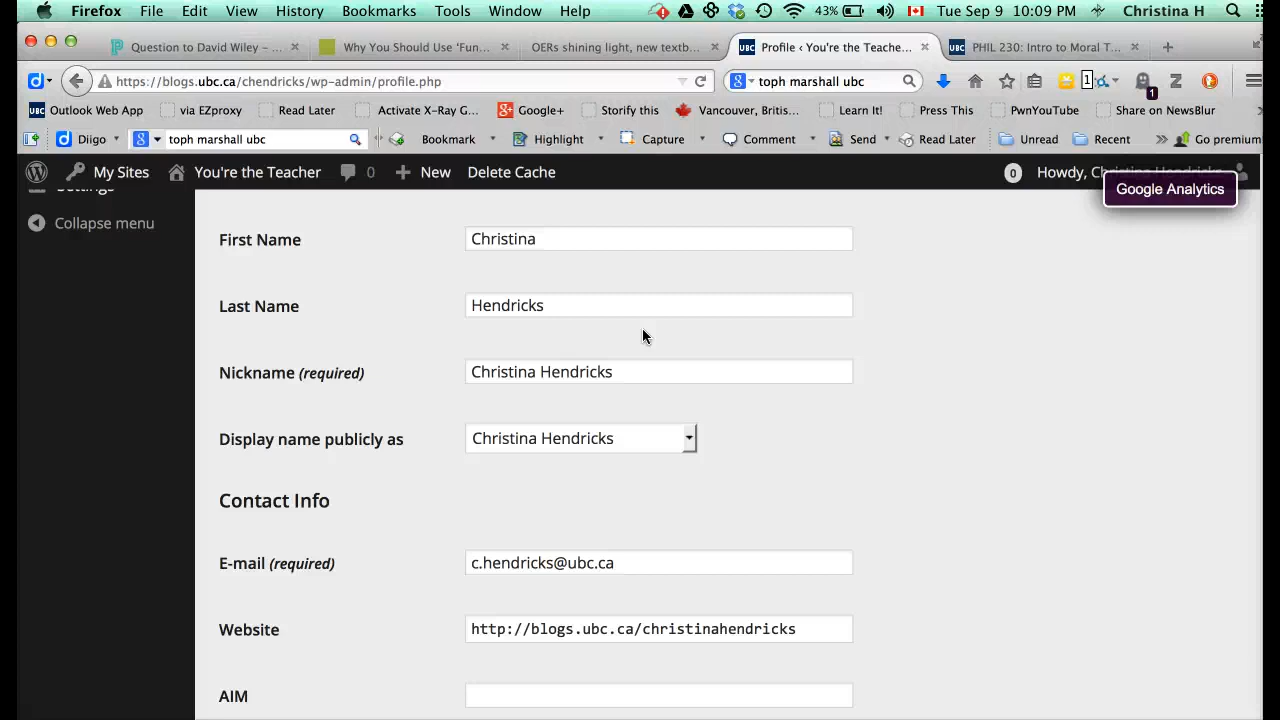 Firefox File Edit View History Bookmarks Tools Window Help 43% Tue Sep 9 10:09 PM Christina H
Question to David Wiley – ... × Why You Should Use 'Fun... × OERs shining light, new textb... × UBC Profile ‹ You're the Teache... × UBC PHIL 230: Intro to Moral T... × +
d https://blogs.ubc.ca/chendricks/wp-admin/profile.php toph marshall ubc 1 1
UBC Outlook Web App via EZproxy Read Later Activate X-Ray G... Google+ Storify this Vancouver, Britis... Learn It! Press This PwnYouTube Share on NewsBlur
d Diigo toph marshall ubc Bookmark Highlight Capture Comment Send Read Later Unread Recent » Go premium
My Sites You're the Teacher 0 + New Delete Cache 0 Howdy, Christina Hendricks
Google Analytics
Settings
Collapse menu
First Name Christina
Last Name Hendricks
Nickname (required) Christina Hendricks
Display name publicly as Christina Hendricks
Contact Info
E-mail (required) c.hendricks@ubc.ca
Website http://blogs.ubc.ca/christinahendricks
AIM